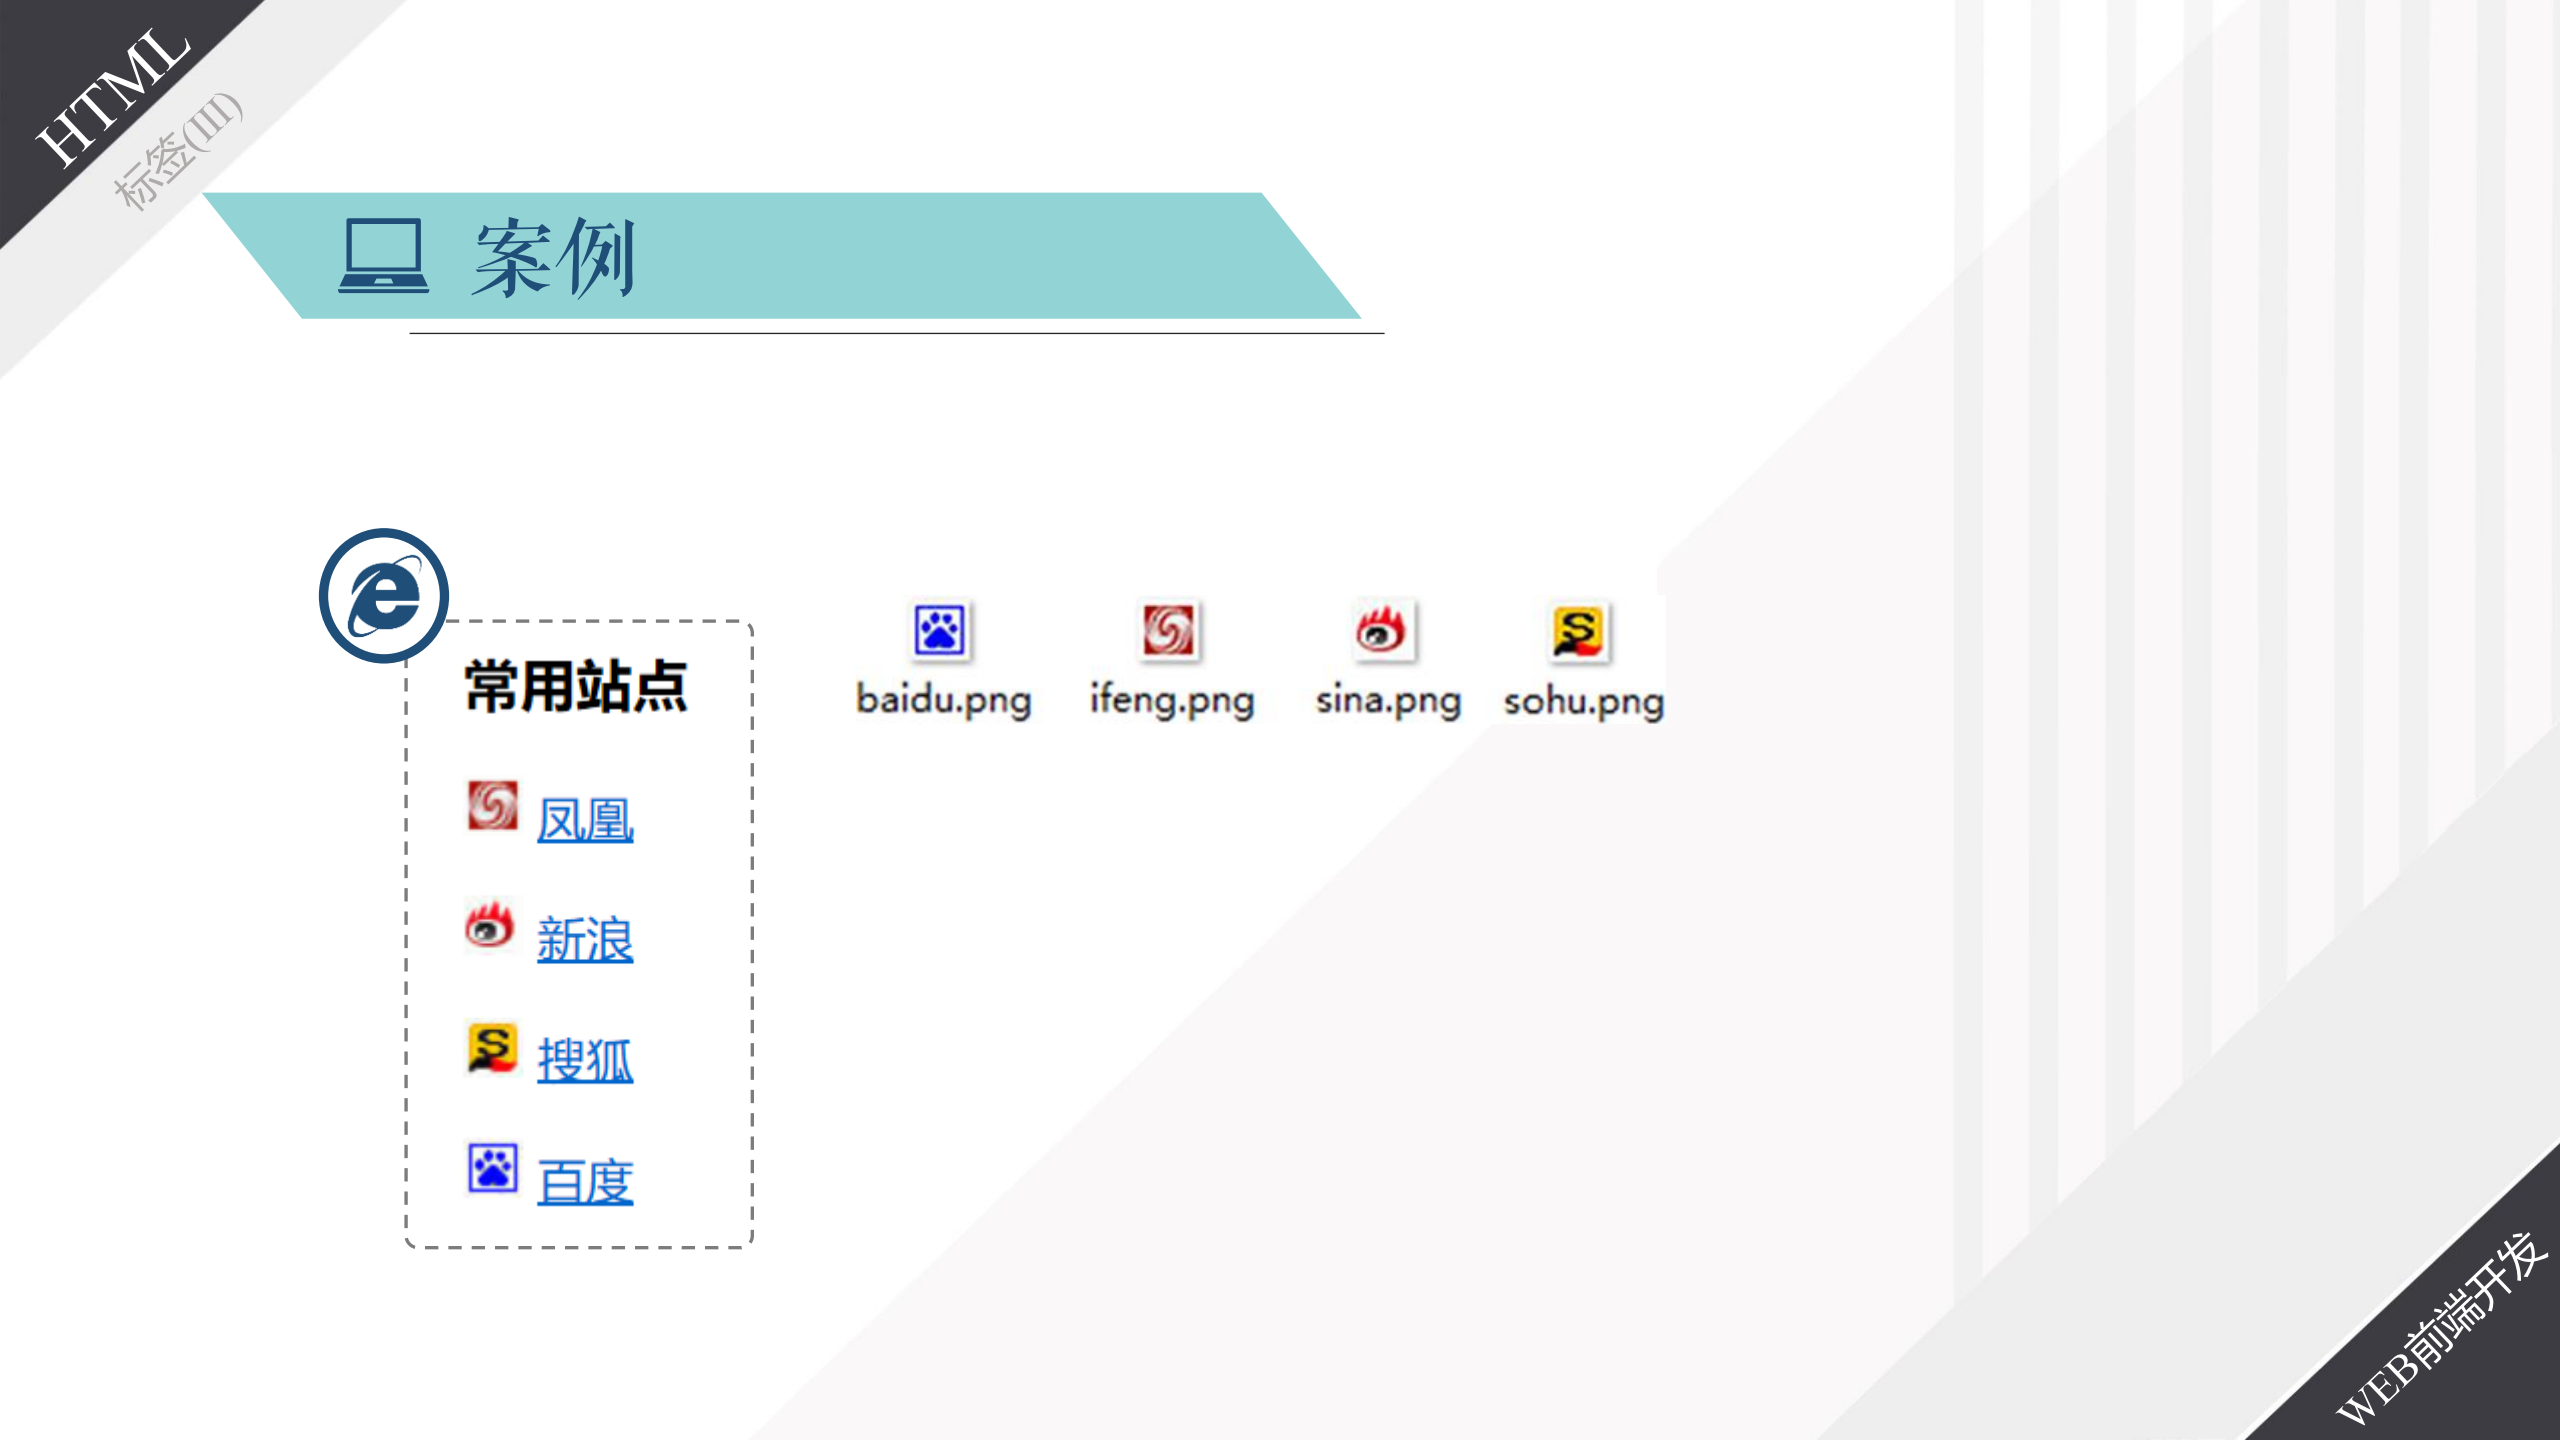 HTML
标签(III)
案例
常用站点
凤凰
新浪
搜狐
百度
baidu.png
ifeng.png
sina.png
sohu.png
WEB前端开发